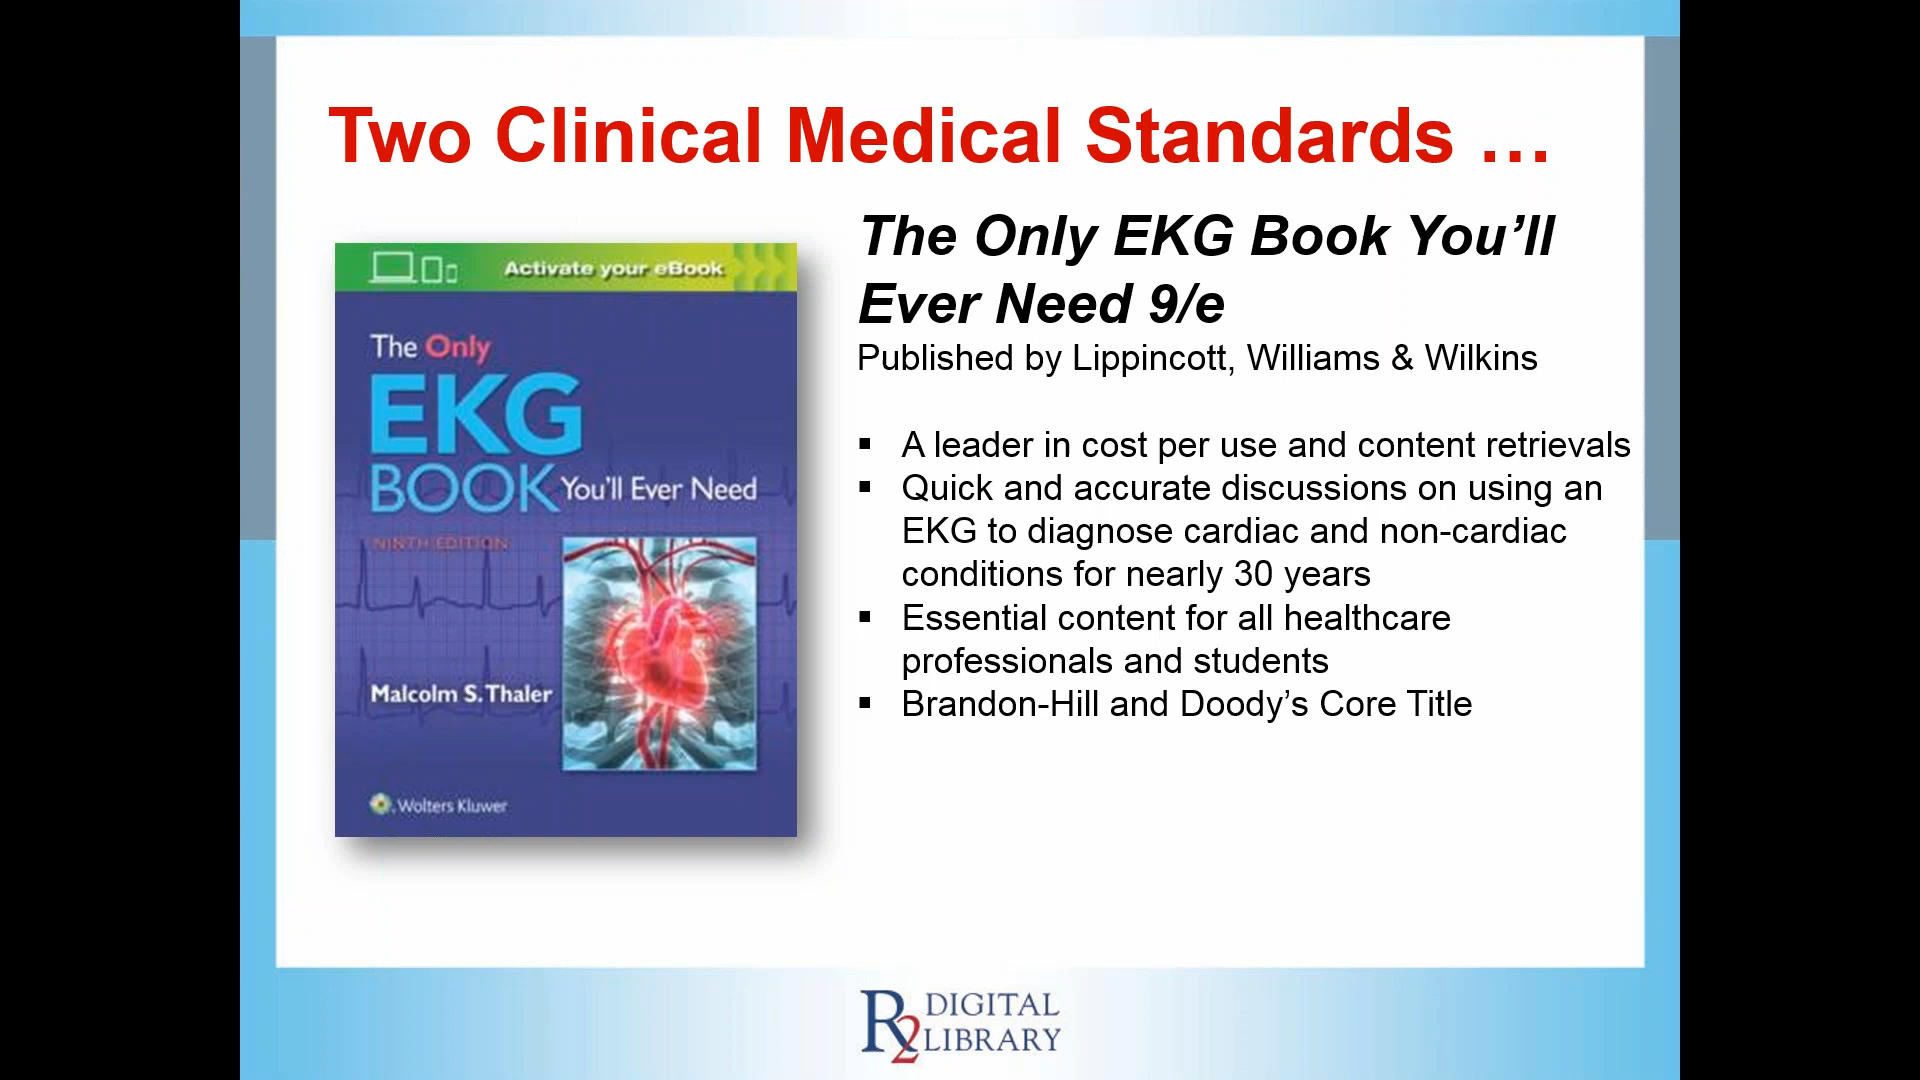 Two Clinical Medical Standards …
Activate your eBook
The Only
EKG
BOOK You'll Ever Need
NINTH EDITION
Malcolm S. Thaler
Wolters Kluwer
The Only EKG Book You’ll
Ever Need 9/e
Published by Lippincott, Williams & Wilkins
▪ A leader in cost per use and content retrievals
▪ Quick and accurate discussions on using an
EKG to diagnose cardiac and non-cardiac
conditions for nearly 30 years
▪ Essential content for all healthcare
professionals and students
▪ Brandon-Hill and Doody’s Core Title
R2 DIGITAL
LIBRARY